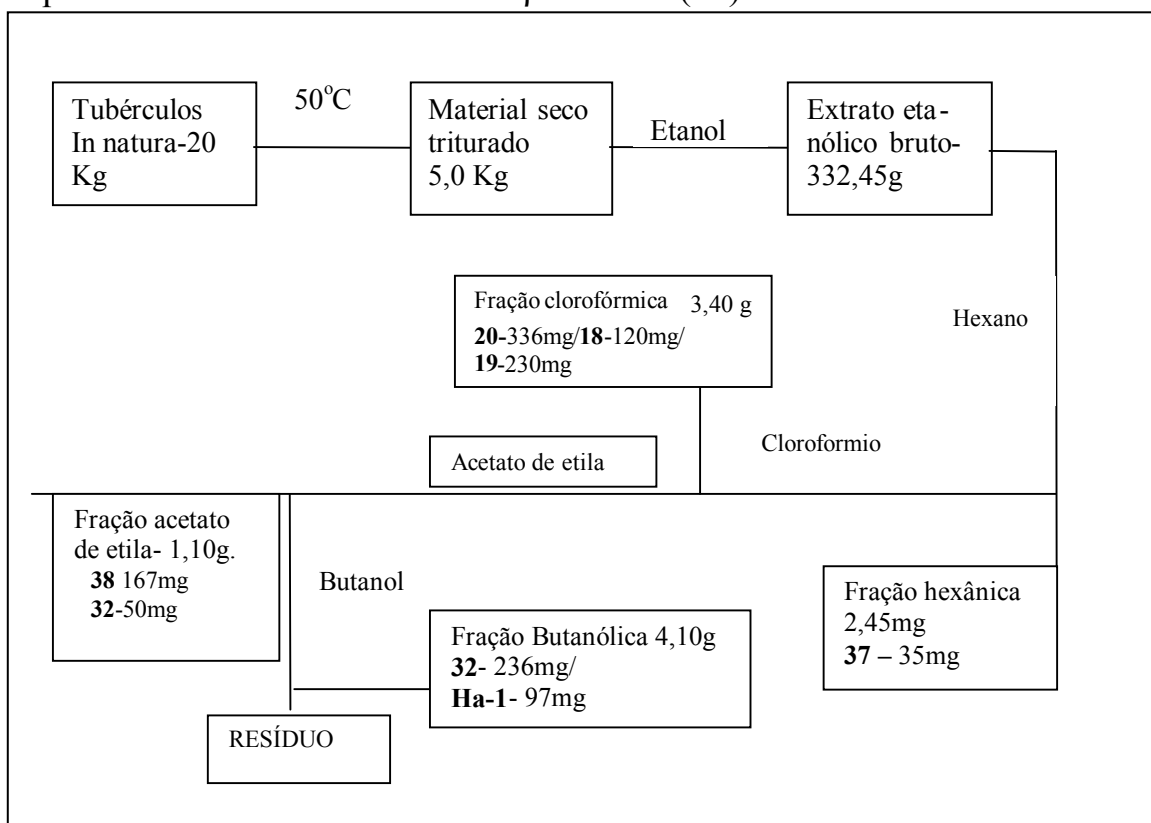 Tubérculos
In natura-20
Kg
50°C
Material seco
triturado
5,0 Kg
Etanol
Extrato eta-
nólico bruto-
332,45g
Fração clorofórmica 3,40 g
20-336mg/18-120mg/
19-230mg
Hexano
Cloroformio
Acetato de etila
Fração acetato
de etila- 1,10g.
38 167mg
32-50mg
Butanol
Fração Butanólica 4,10g
32- 236mg/
Ha-1- 97mg
Fração hexânica
2,45mg
37 – 35mg
RESÍDUO